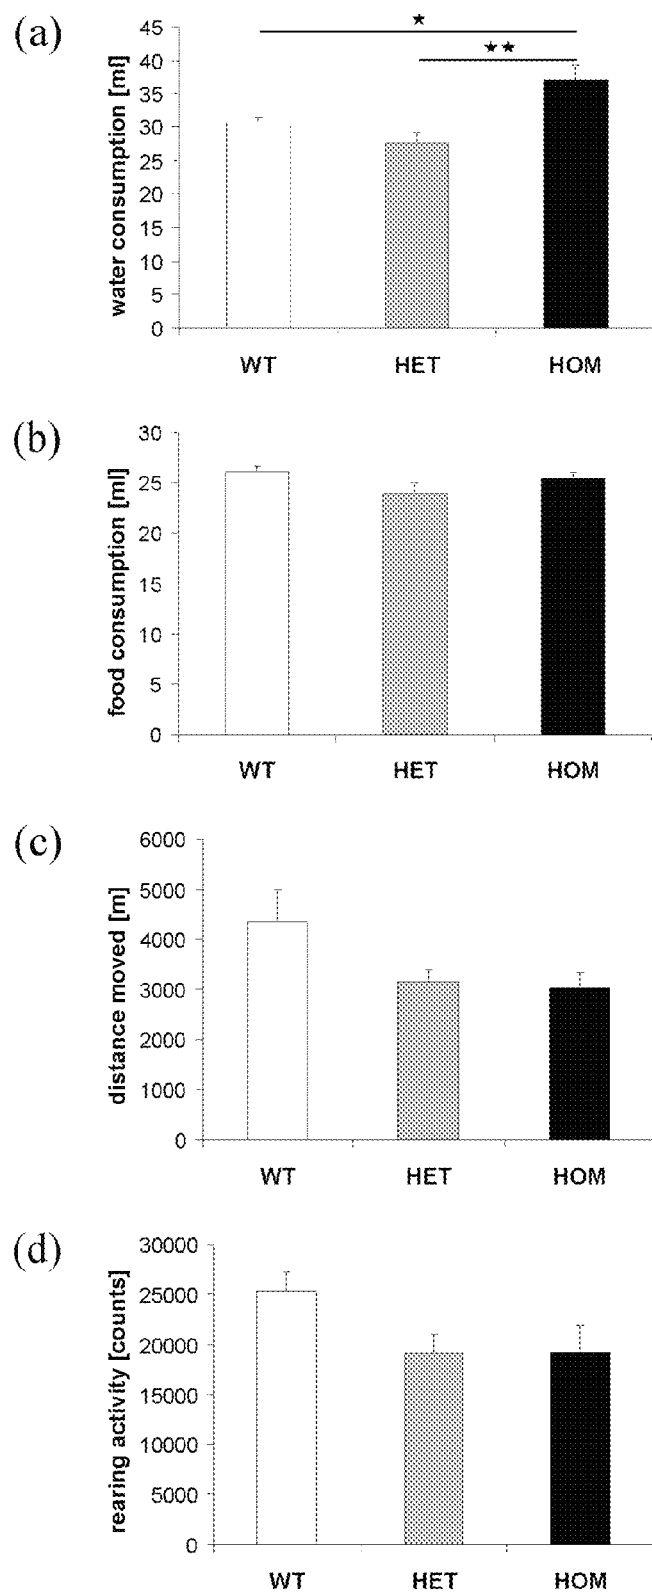 (a)
water consumption [ml]
45
40
35
30
25
20
15
10
5
0
★
★★
WT HET HOM
(b)
food consumption [ml]
30
25
20
15
10
5
0
WT HET HOM
(c)
distance moved [m]
6000
5000
4000
3000
2000
1000
0
WT HET HOM
(d)
rearing activity [counts]
30000
25000
20000
15000
10000
5000
0
WT HET HOM